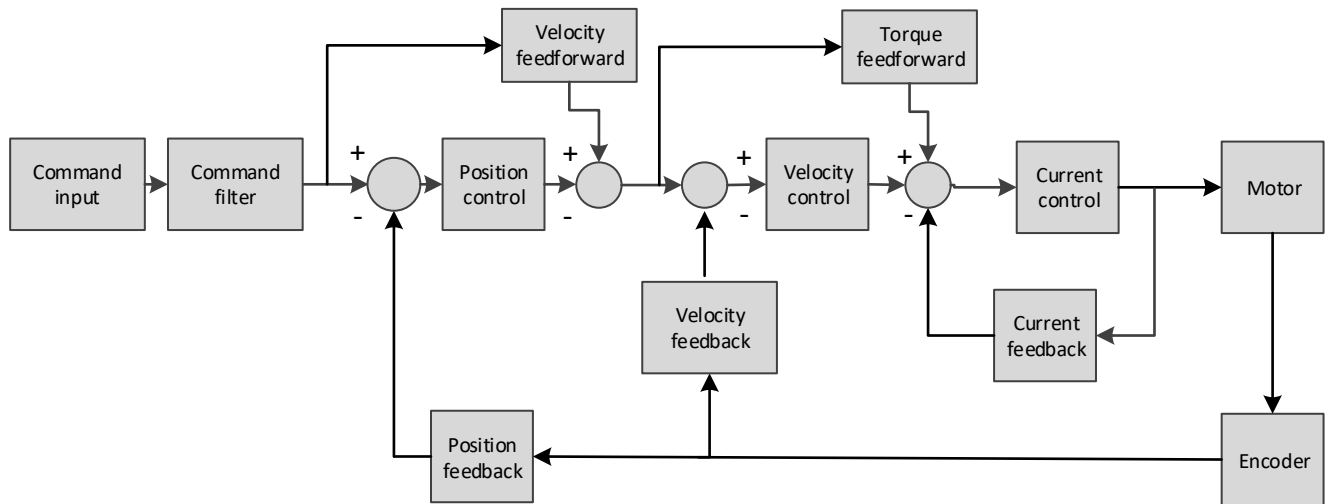 Velocity
feedforward
Torque
feedforward
Command
input
Command
filter
+
-
Position
control
+
-
+
-
Velocity
control
+
-
Current
control
Motor
Velocity
feedback
Current
feedback
Position
feedback
Encoder